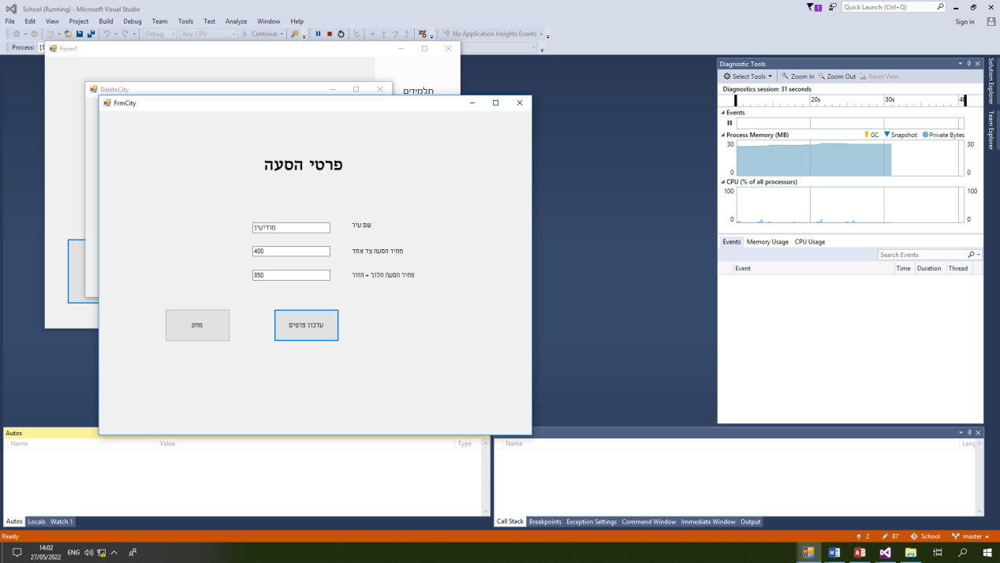 School (Running) - Microsoft Visual Studio
1
Quick Launch (Ctrl+Q)
File Edit View Project Build Debug Team Tools Test Analyze Window Help
Sign in
Debug Any CPU Continue No Application Insights Events
Process:
Form1
תלמידים
DeleteCity
FrmCity
פרטי הסעה
שם עיר
מודיעין
מחיר הסעה צד אחד
400
מחיר הסעה הלוך + חזור
850
עדכון פרטים
מחק
Diagnostic Tools
Select Tools Zoom In Zoom Out Reset View
Diagnostics session: 31 seconds
20s 30s
Events
Process Memory (MB) GC Snapshot Private Bytes
30 30
0 0
CPU (% of all processors)
100 100
0 0
Events Memory Usage CPU Usage
Search Events
Event Time Duration Thread
Solution Explorer
Team Explorer
Autos
Name Value Type
Autos Locals Watch 1
Name
Call Stack Breakpoints Exception Settings Command Window Immediate Window Output
Ready
2 87 School master
14:02
27/05/2022
ENG